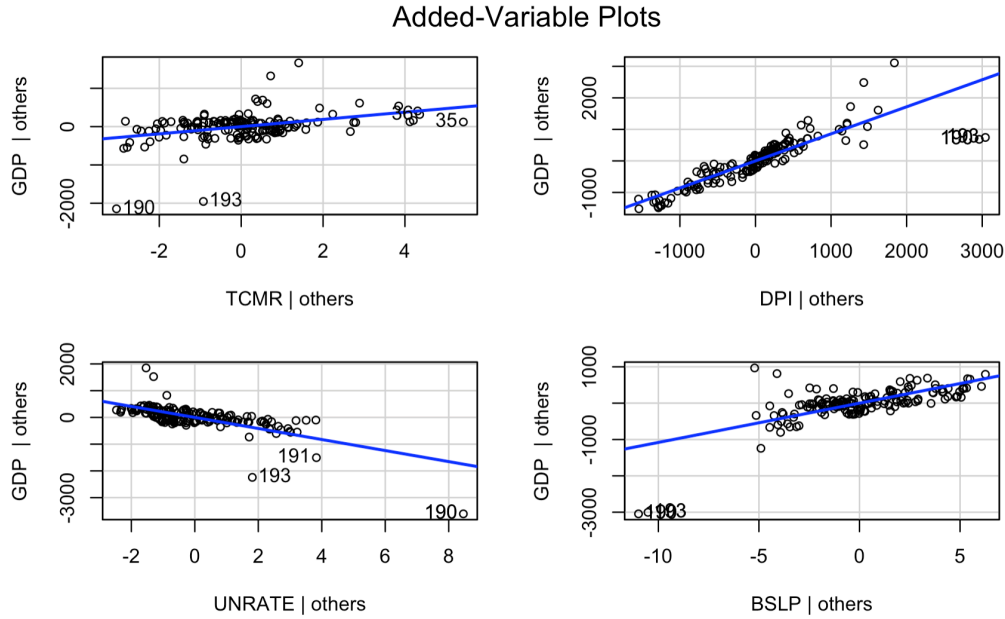 Added-Variable Plots
GDP | others
0
-2000
35
190
193
-2 0 2 4
TCMR | others
GDP | others
2000
-1000
193
-1000 0 1000 2000 3000
DPI | others
GDP | others
2000
0
-3000
191
193
190
-2 0 2 4 6 8
UNRATE | others
GDP | others
1000
-1000
-3000
193
-10 -5 0 5
BSLP | others